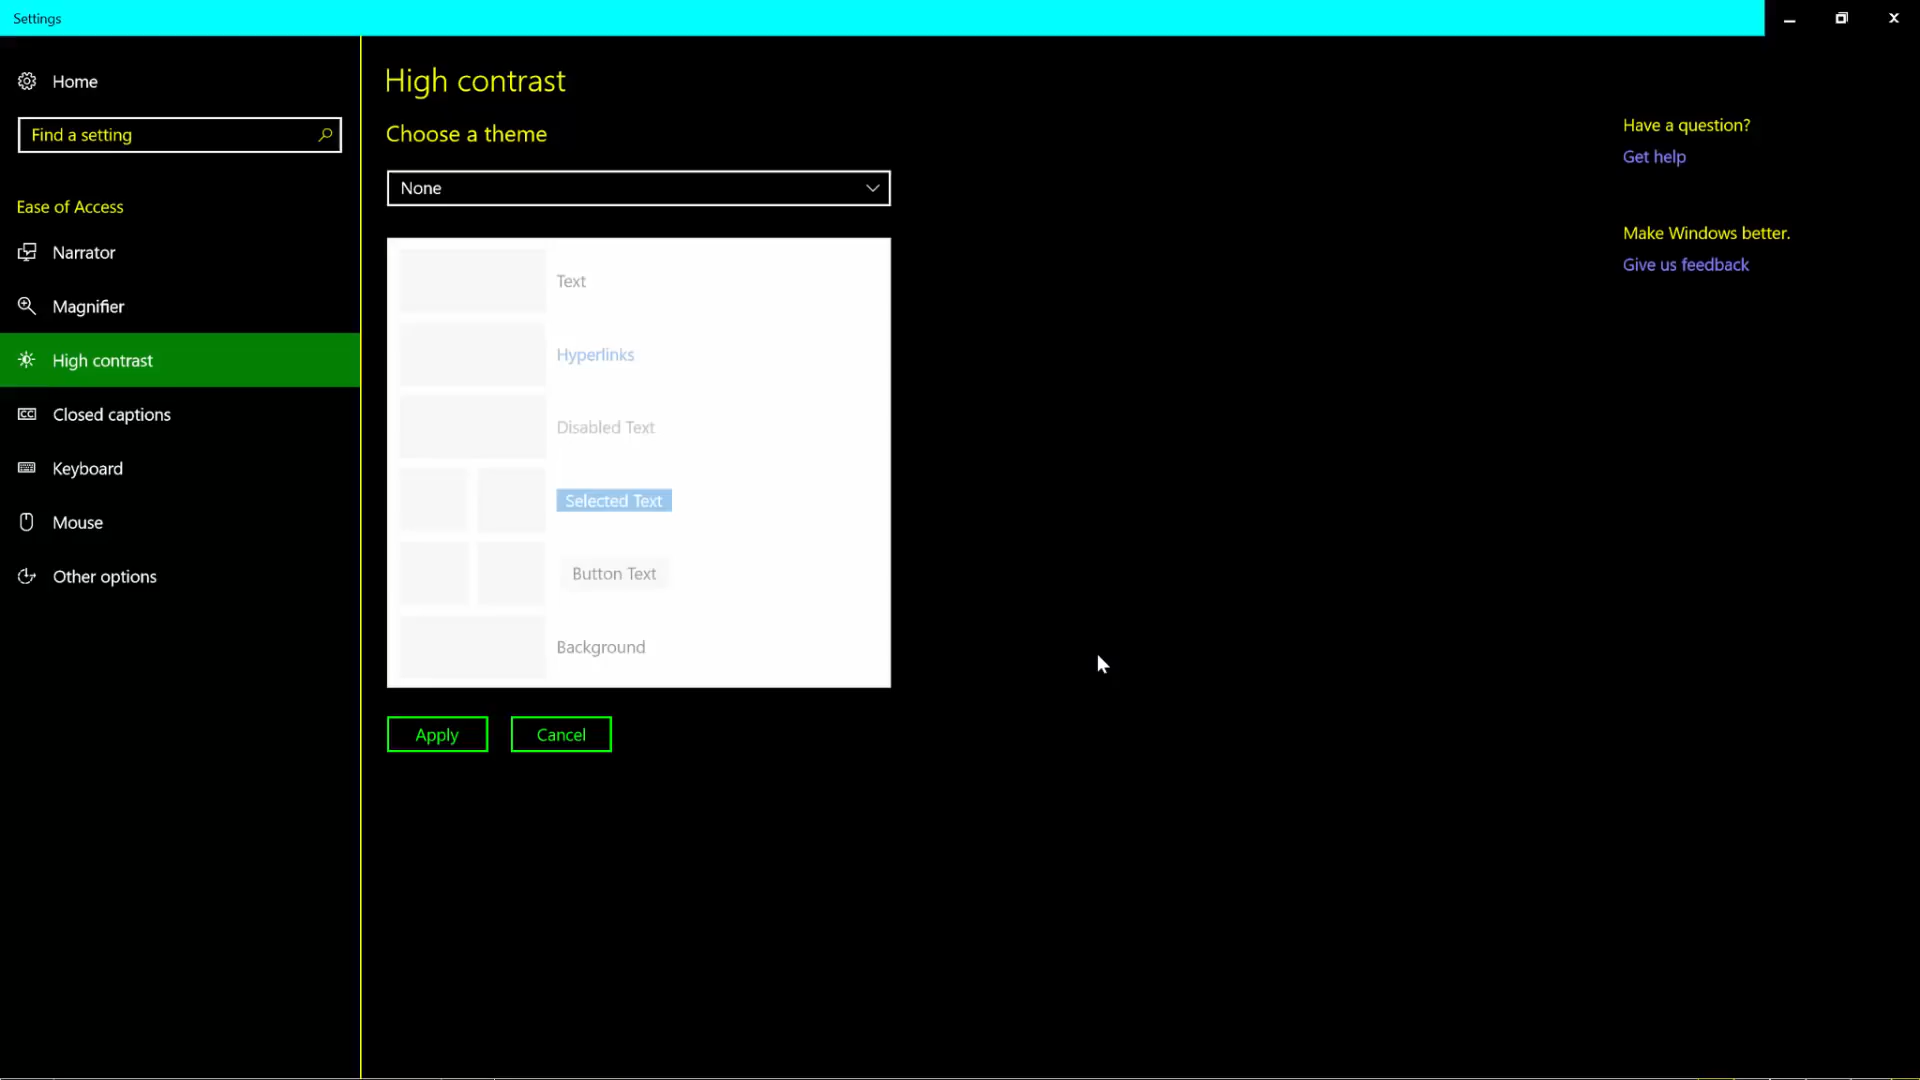 Settings
Home
Find a setting
Ease of Access
Narrator
Magnifier
High contrast
Closed captions
Keyboard
Mouse
Other options
High contrast
Choose a theme
None
Text
Hyperlinks
Disabled Text
Selected Text
Button Text
Background
Apply
Cancel
Have a question?
Get help
Make Windows better.
Give us feedback